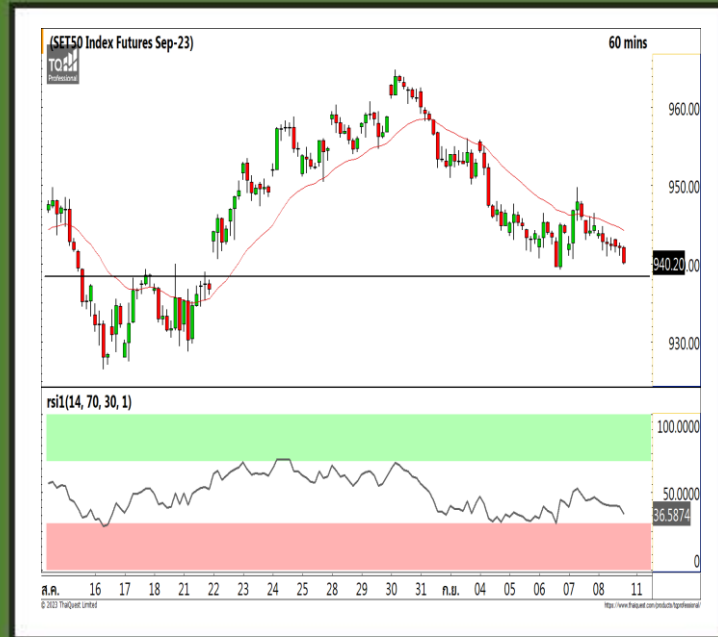 (SET50 Index Futures Sep-23) 60 mins
TQ
Professional
960.00
950.00
940.20
.00
930.00
rsi1(14, 70, 30, 1)
100.0000
50.0000
36.5874
0
ส.ค. 16 17 18 21 22 23 24 25 28 29 30 31 ก.ย. 04 05 06 07 08 11
© 2023 ThaiQuest Limited https://www.thaiquest.com/products/tqprofessional/